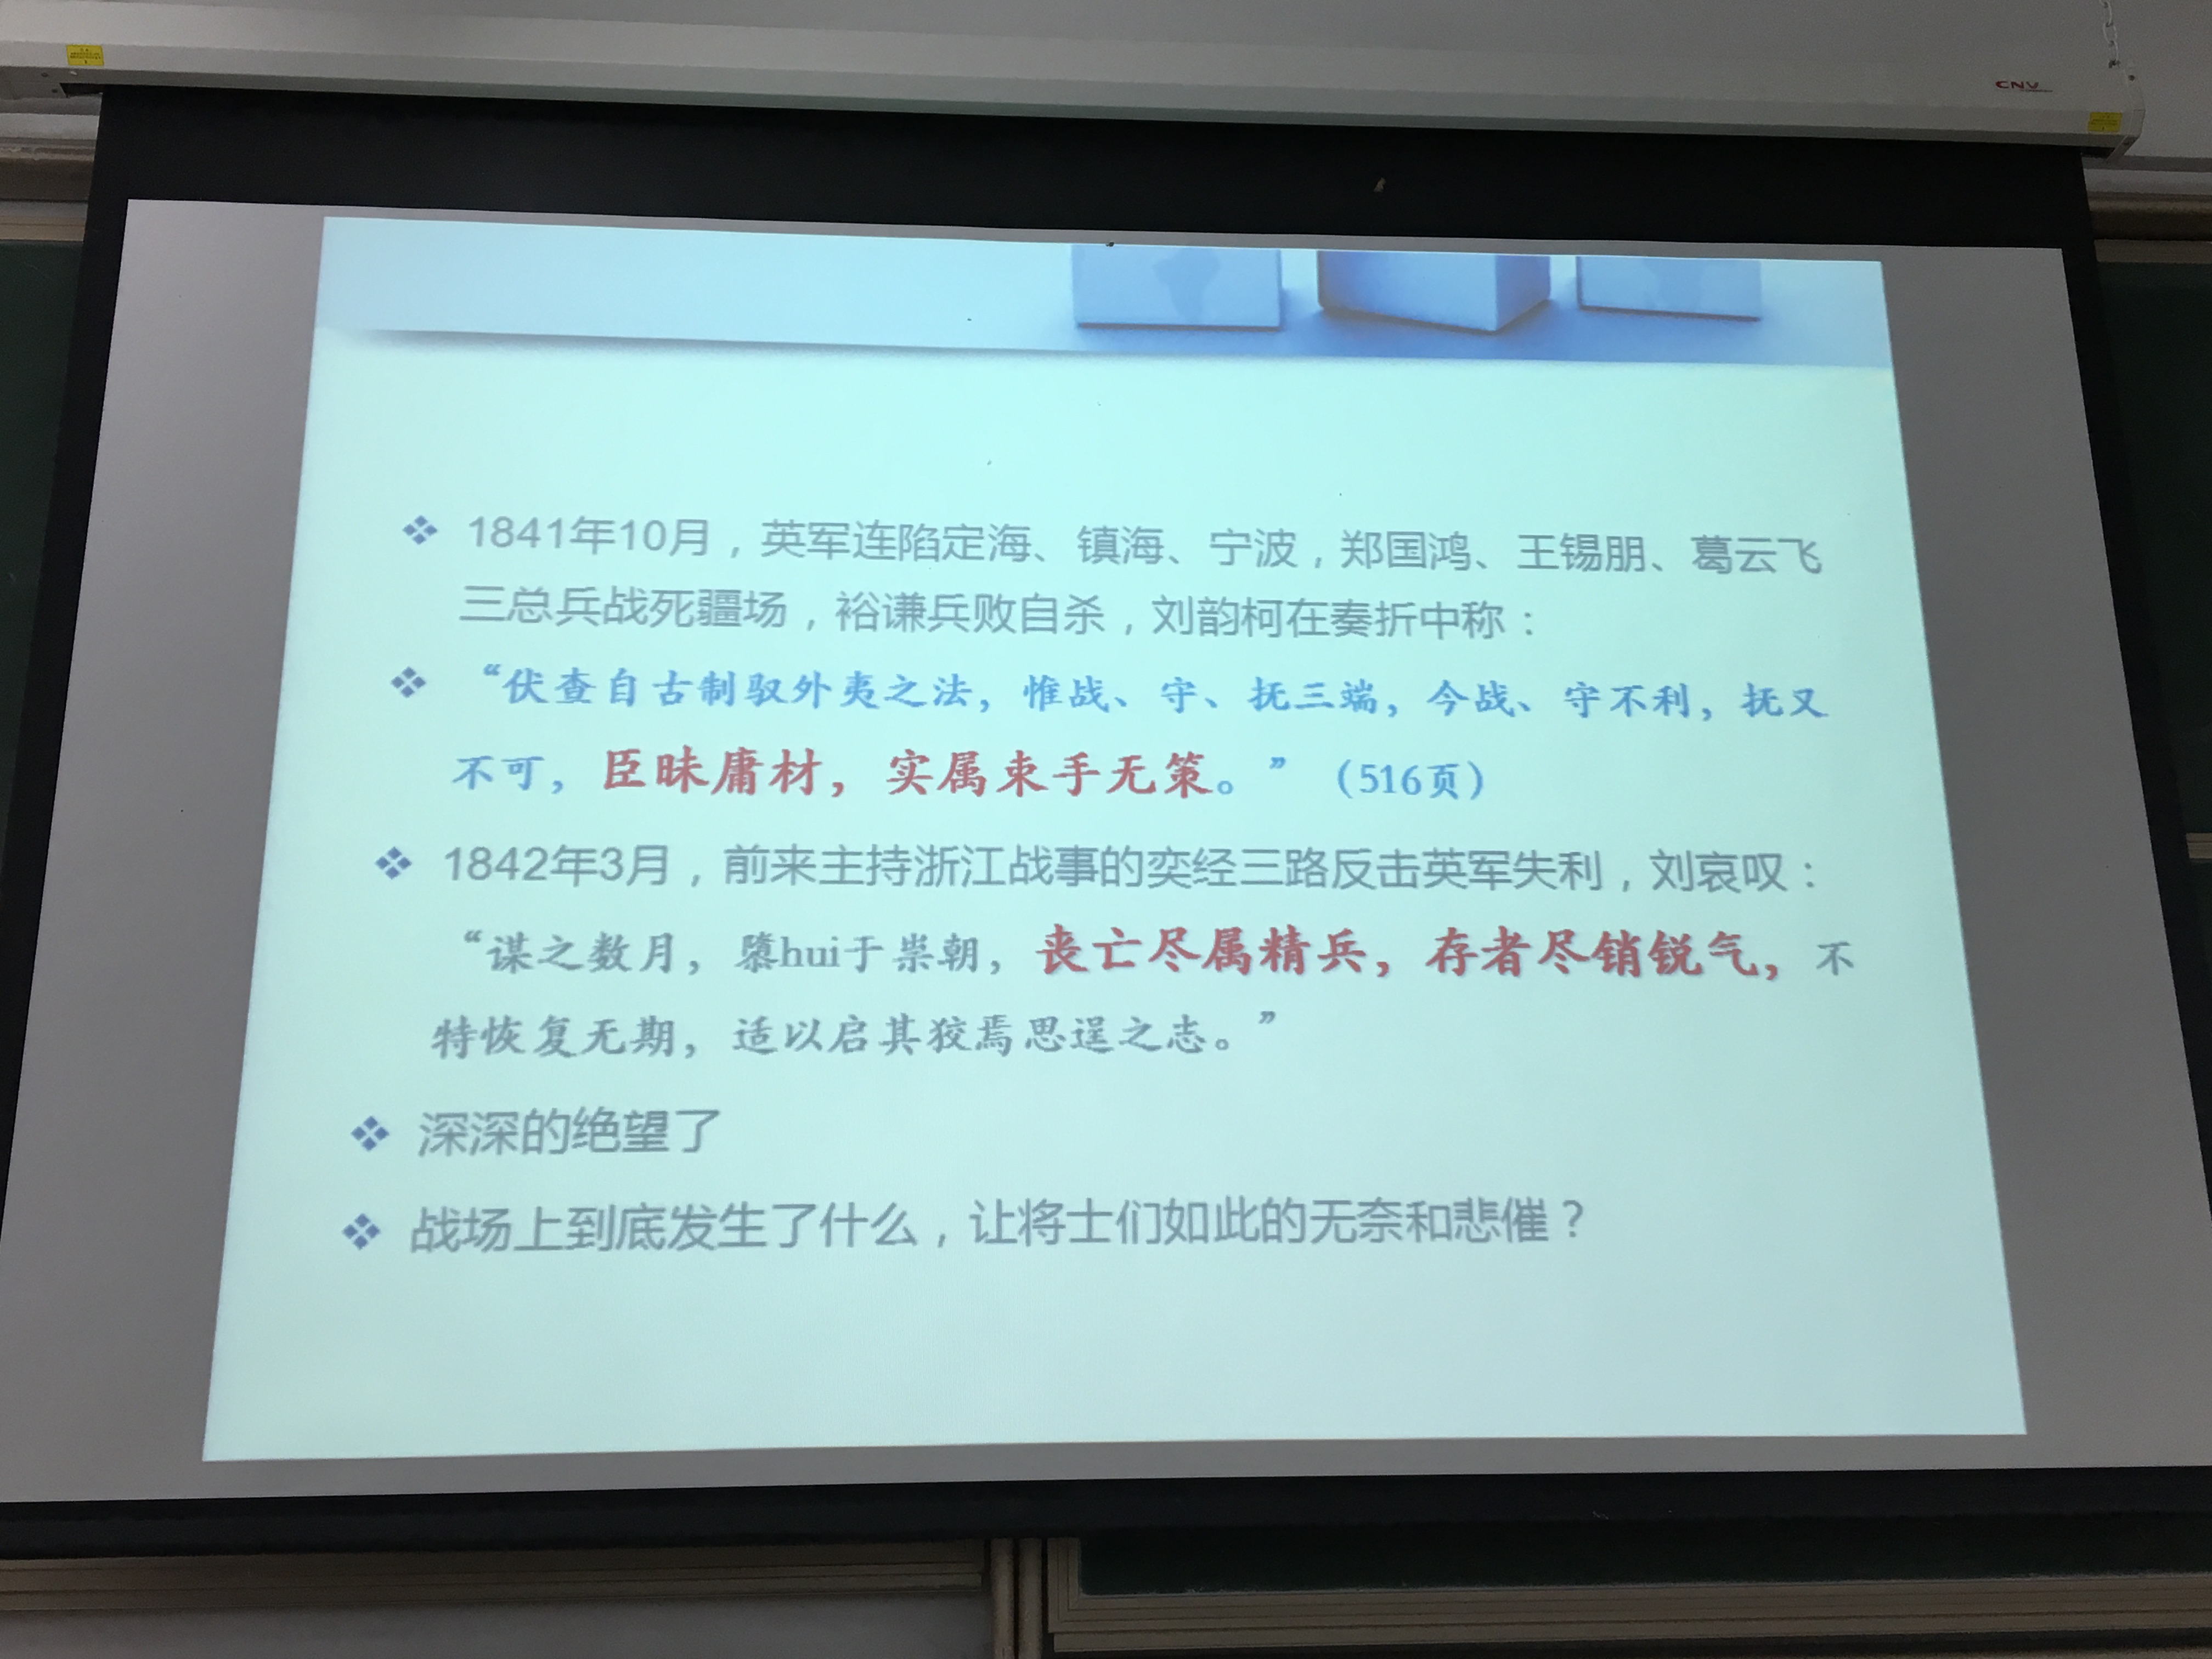 CNV
1841年10月，英军连陷定海、镇海、宁波，郑国鸿、王锡朋、葛云飞
三总兵战死疆场，裕谦兵败自杀，刘韵柯在奏折中称：
“伏查自古制驭外夷之法，惟战、守、抚三端，今战、守不利，抚又
不可，臣昧庸材，实属束手无策。”（516页）
1842年3月，前来主持浙江战事的奕经三路反击英军失利，刘哀叹：
“谋之数月，隳hui于崇朝，丧亡尽属精兵，存者尽销锐气，不
特恢复无期，适以启其狡焉思逞之志。”
深深的绝望了
战场上到底发生了什么，让将士们如此的无奈和悲催？